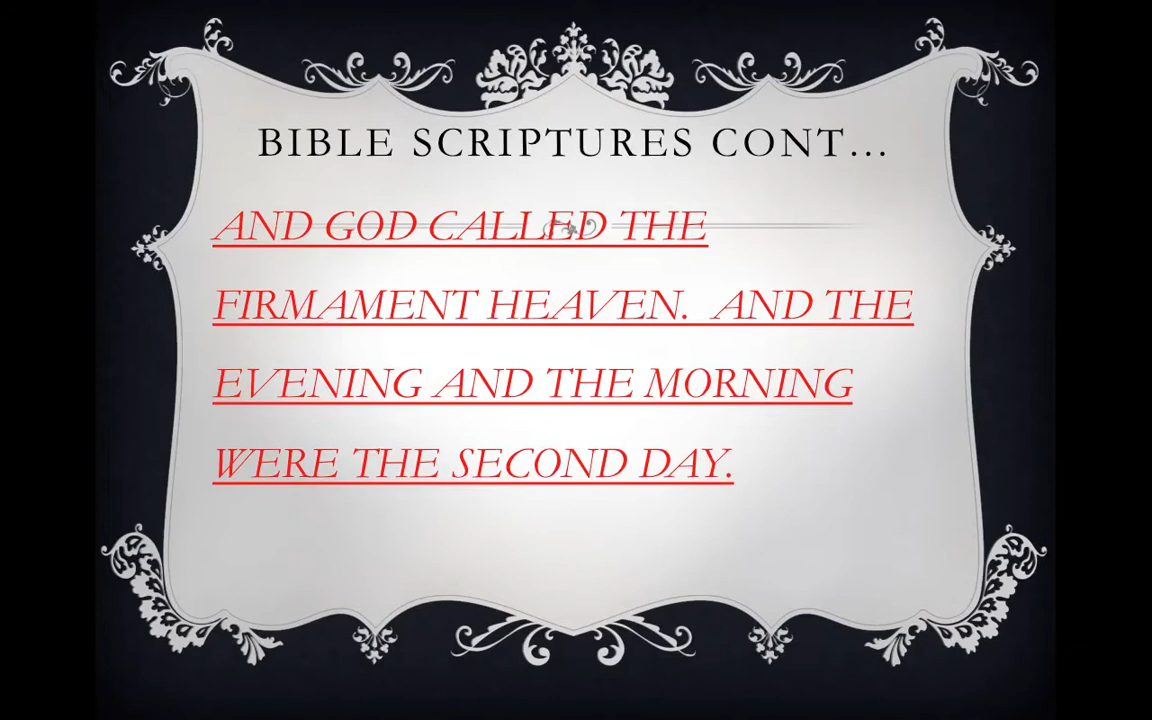 BIBLE SCRIPTURES CONT...
AND GOD CALLED THE
FIRMAMENT HEAVEN.  AND THE
EVENING AND THE MORNING
WERE THE SECOND DAY.